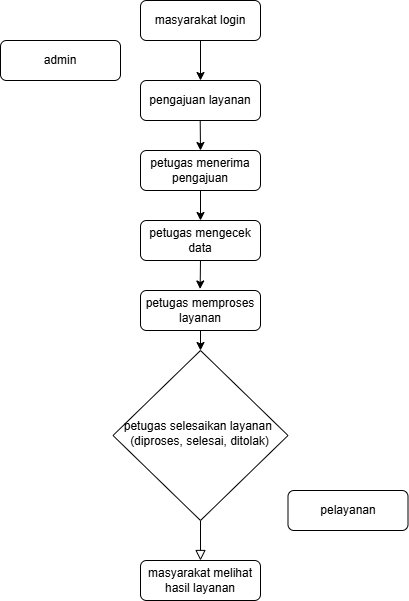 masyarakat login
admin
pengajuan layanan
petugas menerima
pengajuan
petugas mengecek
data
petugas memproses
layanan
petugas selesaikan layanan
(diproses, selesai, ditolak)
pelayanan
masyarakat melihat
hasil layanan